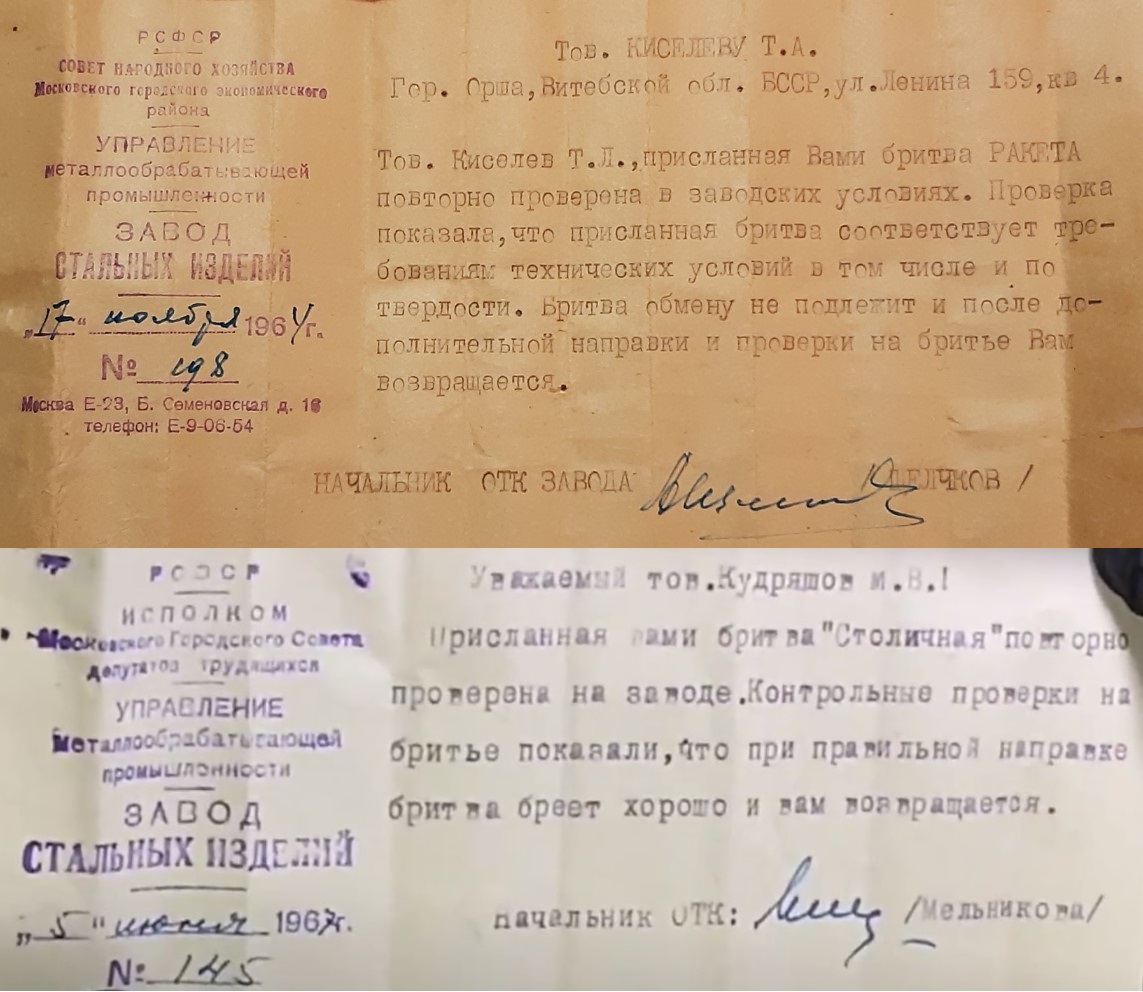 РСФСР
СОВЕТ НАРОДНОГО ХОЗЯЙСТВА
Московского городского экономического
района
УПРАВЛЕНИЕ
металлообрабатывающей
промышленности
ЗАВОД
СТАЛЬНЫХ ИЗДЕЛИЙ
„17" ноября 1964г.
№ 198
Москва Е-23, Б. Семеновская д. 16
телефон: Е-9-06-54
Тов. КИСЕЛЕВУ Т.А.
Гор. Орша,Витебской обл. БССР,ул.Ленина 159,кв 4.
Тов. Киселев Т.Л.,присланная Вами бритва РАКЕТА
повторно проверена в заводских условиях. Проверка
показала,что присланная бритва соответствует тре-
бованиям технических условий в том числе и по
твердости. Бритва обмену не подлежит и после до-
полнительной направки и проверки на бритье Вам
возвращается.
НАЧАЛЬНИК ОТК ЗАВОДА /
РСФСР
ИСПОЛКОМ
Московского Городского Совета
депутатов трудящихся
УПРАВЛЕНИЕ
Металлообрабатывающей
промышленности
ЗАВОД
СТАЛЬНЫХ ИЗДЕЛИЙ
„5" июня 1967г.
№ 145
Уважаемый тов.Кудряшов И.В.!
Присланная вами бритва"Столичная"повторно
проверена на заводе.Контрольные проверки на
бритье показали,что при правильной направке
бритва бреет хорошо и вам возвращается.
Начальник ОТК: /Мельникова/